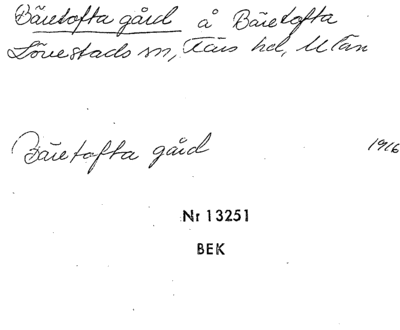 Bäretofta gård å Bäretofta
Lövestads sn, Färs hd, M län
Bäretofta gård 1916
Nr 13251
BEK